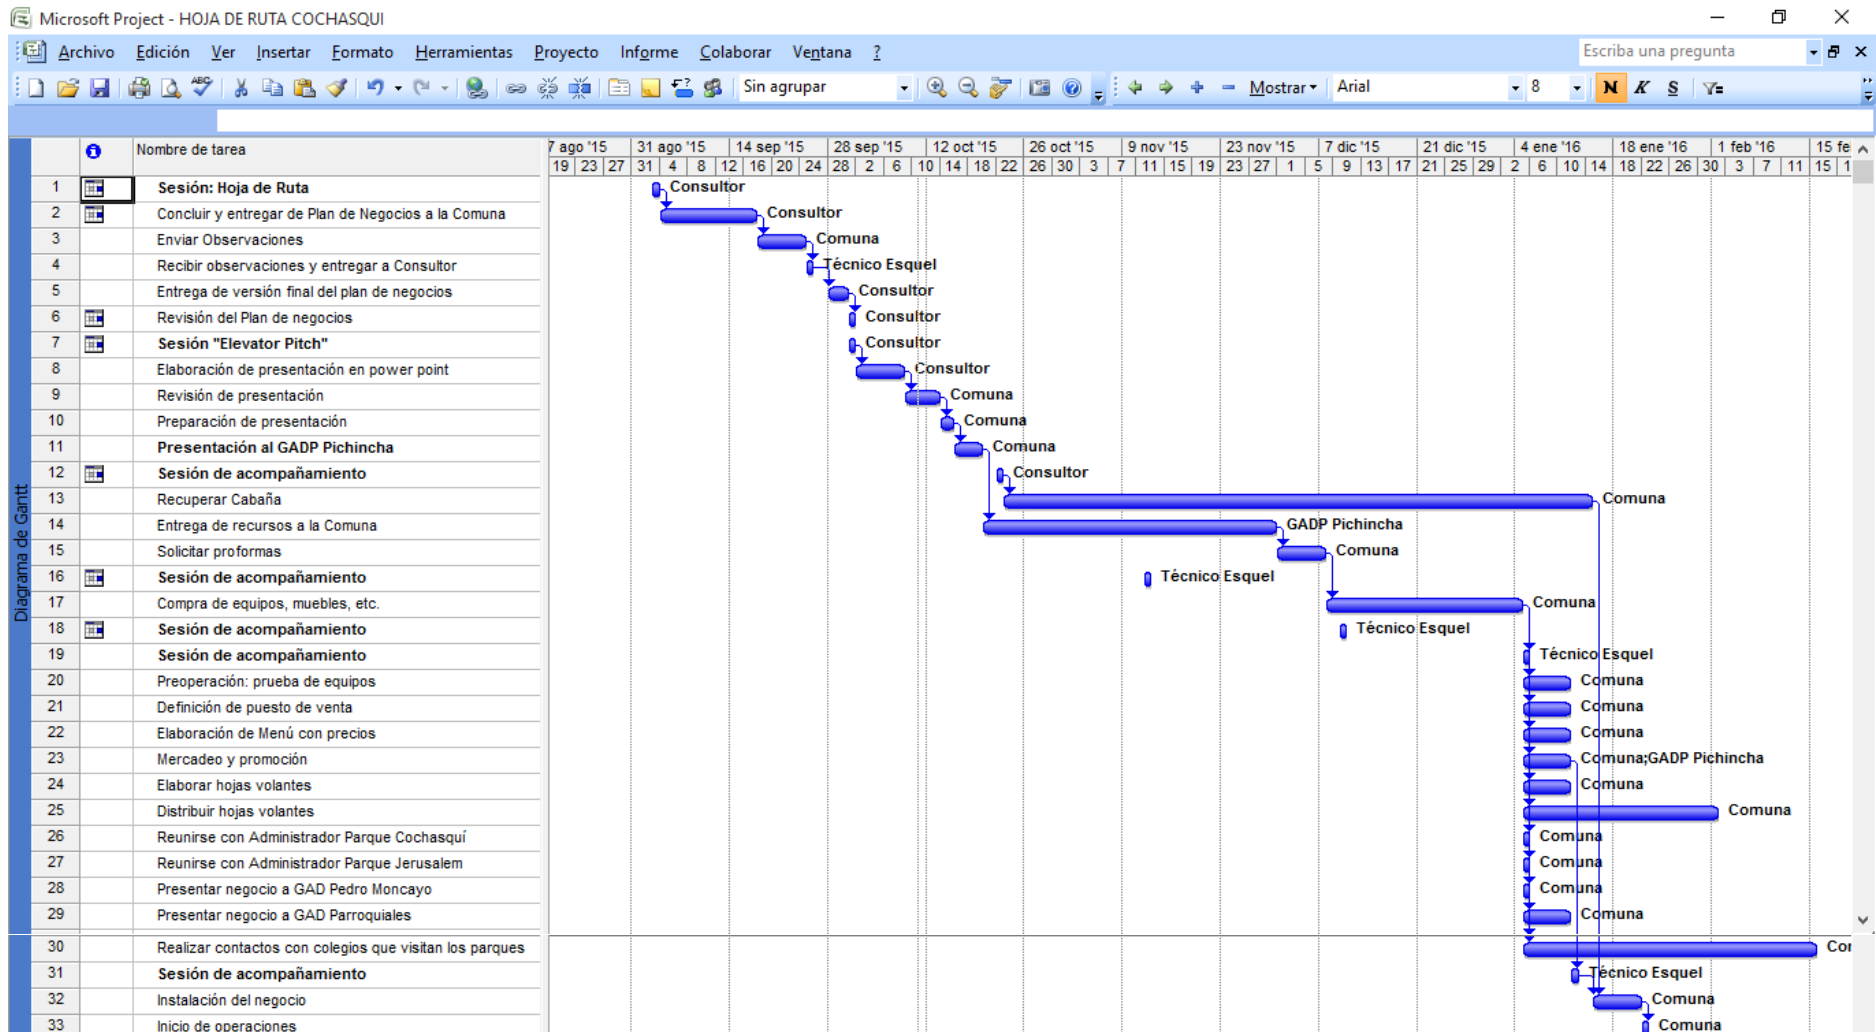 Microsoft Project - HOJA DE RUTA COCHASQUI
Archivo Edición Ver Insertar Formato Herramientas Proyecto Informe Colaborar Ventana ? Escriba una pregunta
Sin agrupar Mostrar Arial 8 N K S
Nombre de tarea
7 ago '15 31 ago '15 14 sep '15 28 sep '15 12 oct '15 26 oct '15 9 nov '15 23 nov '15 7 dic '15 21 dic '15 4 ene '16 18 ene '16 1 feb '16 15 fe
19 23 27 31 4 8 12 16 20 24 28 2 6 10 14 18 22 26 30 3 7 11 15 19 23 27 1 5 9 13 17 21 25 29 2 6 10 14 18 22 26 30 3 7 11 15 1
Diagrama de Gantt
1 Sesión: Hoja de Ruta Consultor
2 Concluir y entregar de Plan de Negocios a la Comuna Consultor
3 Enviar Observaciones Comuna
4 Recibir observaciones y entregar a Consultor Técnico Esquel
5 Entrega de versión final del plan de negocios Consultor
6 Revisión del Plan de negocios Consultor
7 Sesión "Elevator Pitch" Consultor
8 Elaboración de presentación en power point Consultor
9 Revisión de presentación Comuna
10 Preparación de presentación Comuna
11 Presentación al GADP Pichincha Comuna
12 Sesión de acompañamiento Consultor
13 Recuperar Cabaña Comuna
14 Entrega de recursos a la Comuna GADP Pichincha
15 Solicitar proformas Comuna
16 Sesión de acompañamiento Técnico Esquel
17 Compra de equipos, muebles, etc. Comuna
18 Sesión de acompañamiento Técnico Esquel
19 Sesión de acompañamiento Técnico Esquel
20 Preoperación: prueba de equipos Comuna
21 Definición de puesto de venta Comuna
22 Elaboración de Menú con precios Comuna
23 Mercadeo y promoción Comuna;GADP Pichincha
24 Elaborar hojas volantes Comuna
25 Distribuir hojas volantes Comuna
26 Reunirse con Administrador Parque Cochasquí Comuna
27 Reunirse con Administrador Parque Jerusalem Comuna
28 Presentar negocio a GAD Pedro Moncayo Comuna
29 Presentar negocio a GAD Parroquiales Comuna
30 Realizar contactos con colegios que visitan los parques Cor
31 Sesión de acompañamiento Técnico Esquel
32 Instalación del negocio Comuna
33 Inicio de operaciones Comuna